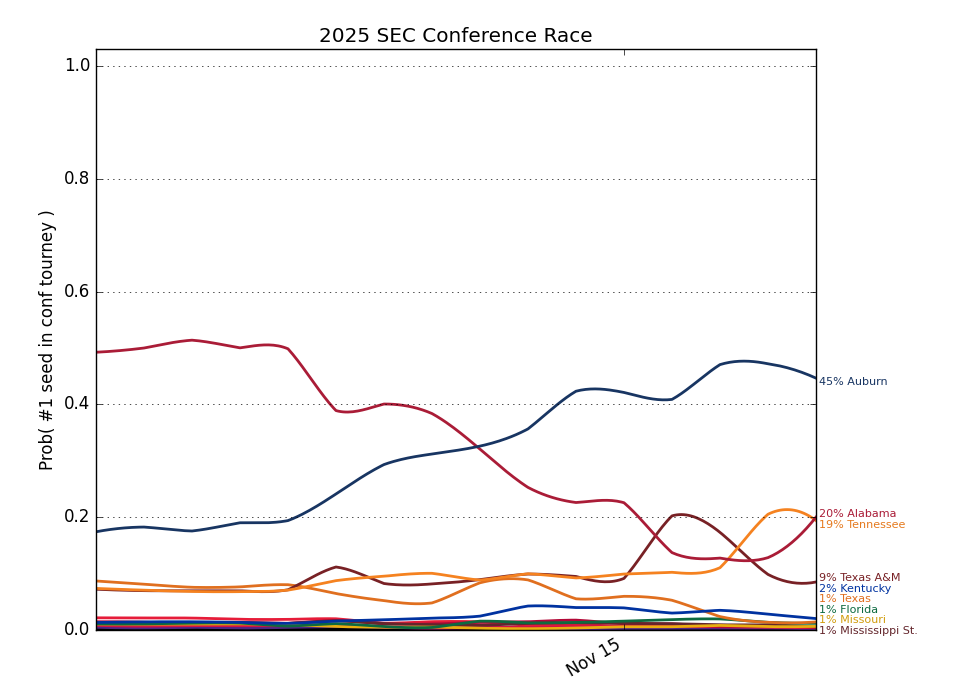 2025 SEC Conference Race
Prob( #1 seed in conf tourney )
1.0
0.8
0.6
0.4
0.2
0.0
Nov 15
45% Auburn
20% Alabama
19% Tennessee
9% Texas A&M
2% Kentucky
1% Texas
1% Florida
1% Missouri
1% Mississippi St.